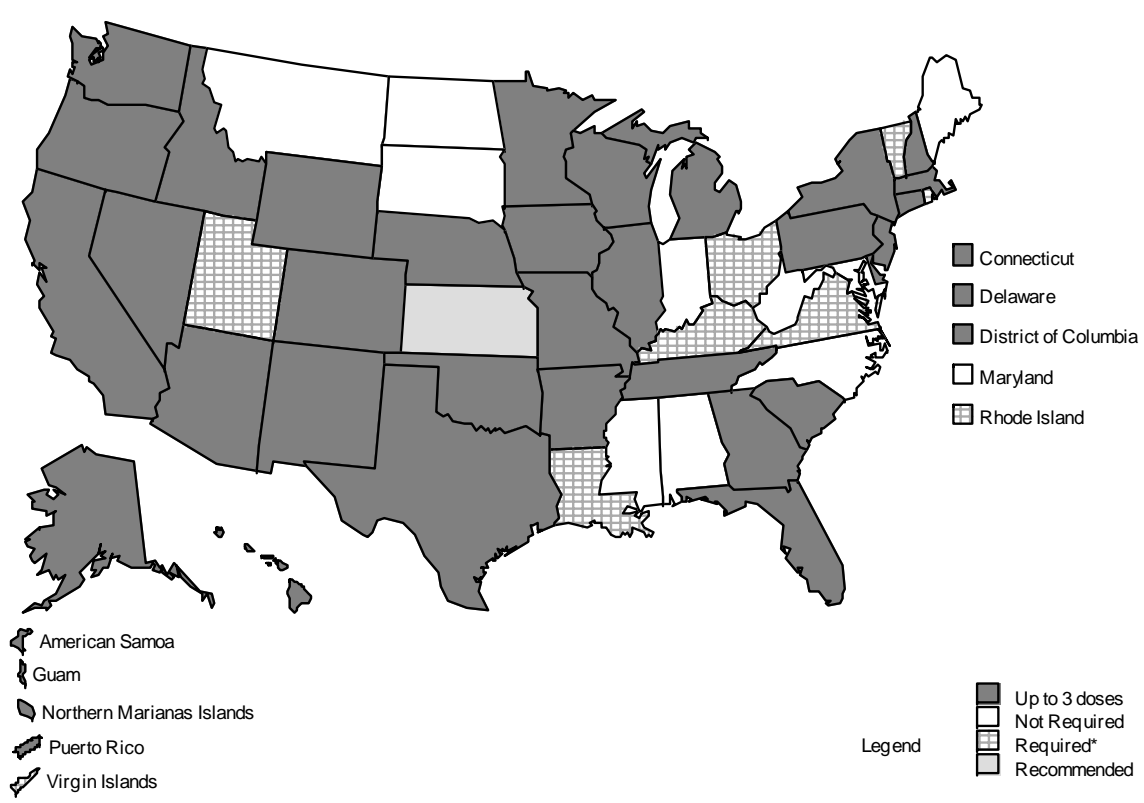 Connecticut
Delaware
District of Columbia
Maryland
Rhode Island
American Samoa
Guam
Northern Marianas Islands
Puerto Rico
Virgin Islands
Legend
Up to 3 doses
Not Required
Required*
Recommended